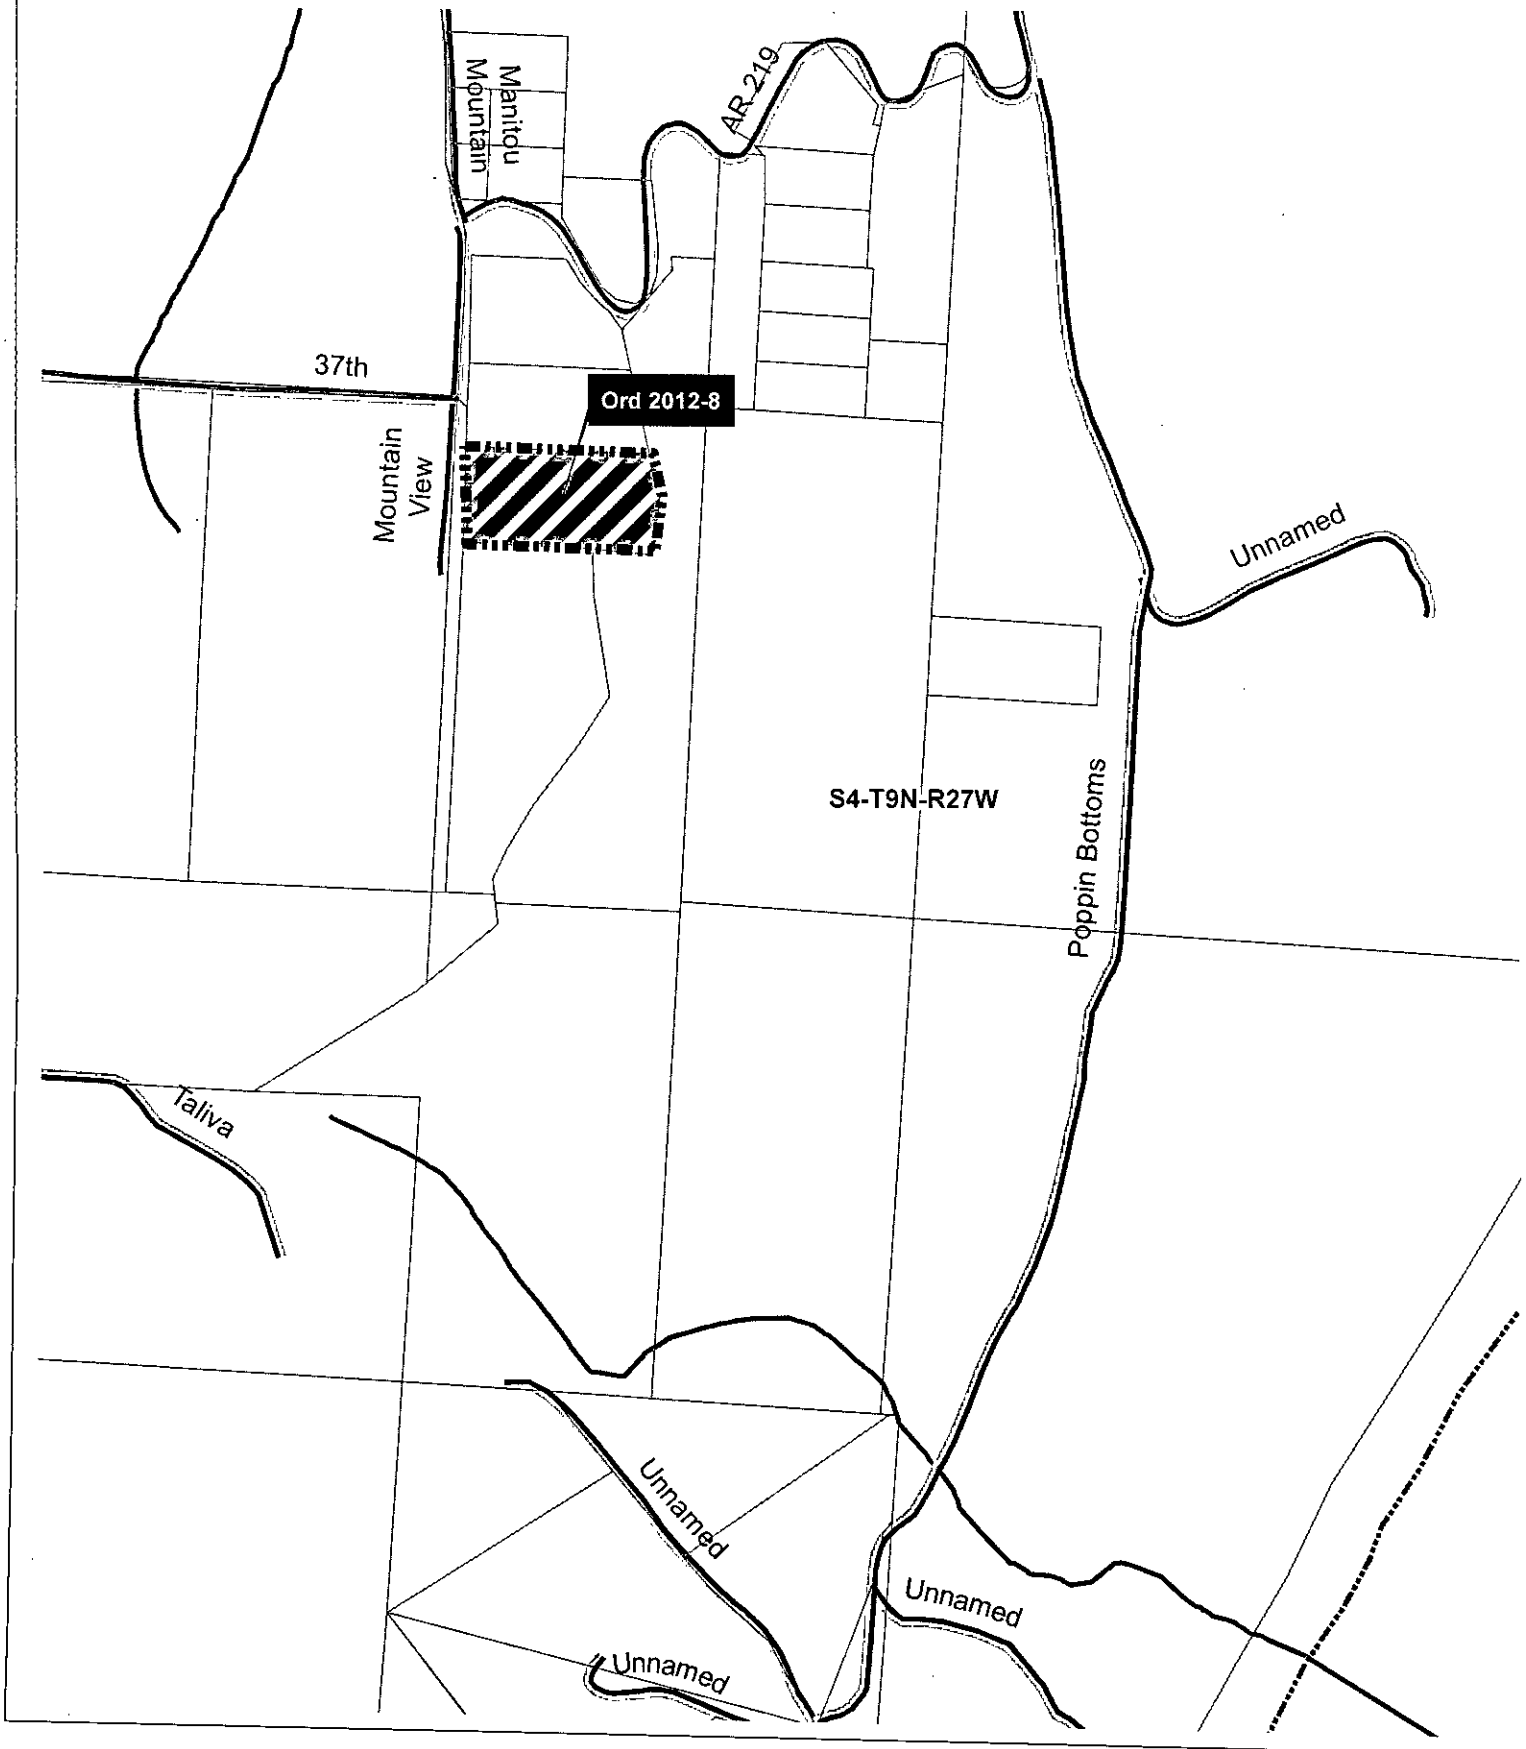 Manitou
Mountain
AR 219
37th
Ord 2012-8
Mountain
View
Unnamed
S4-T9N-R27W
Poppin Bottoms
Taliva
Unnamed
Unnamed
Unnamed